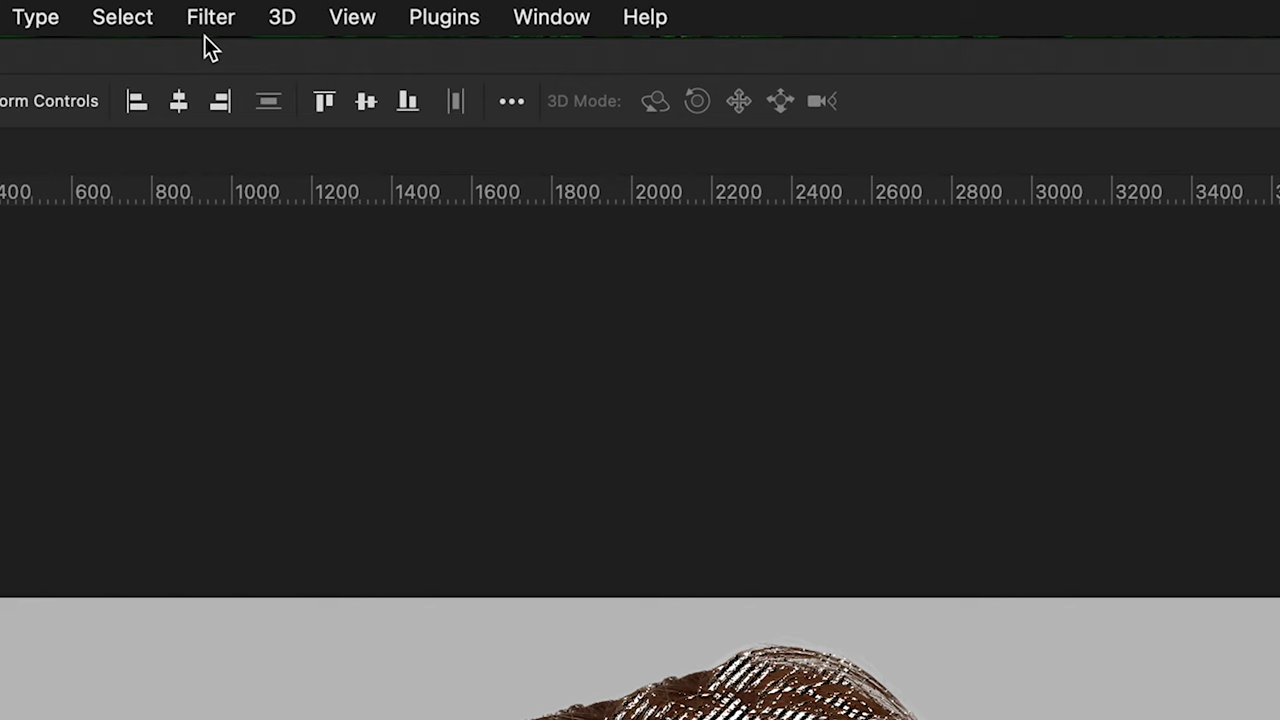 Type Select Filter 3D View Plugins Window Help
orm Controls 3D Mode:
400 600 800 1000 1200 1400 1600 1800 2000 2200 2400 2600 2800 3000 3200 3400